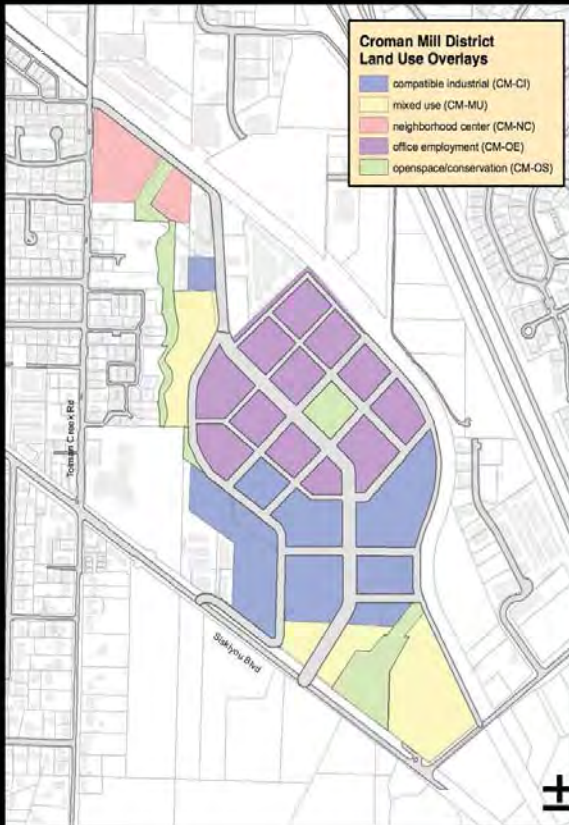 Croman Mill District
Land Use Overlays
compatible industrial (CM-CI)
mixed use (CM-MU)
neighborhood center (CM-NC)
office employment (CM-OE)
openspace/conservation (CM-OS)
Tolman Creek Rd
Siskiyou Blvd